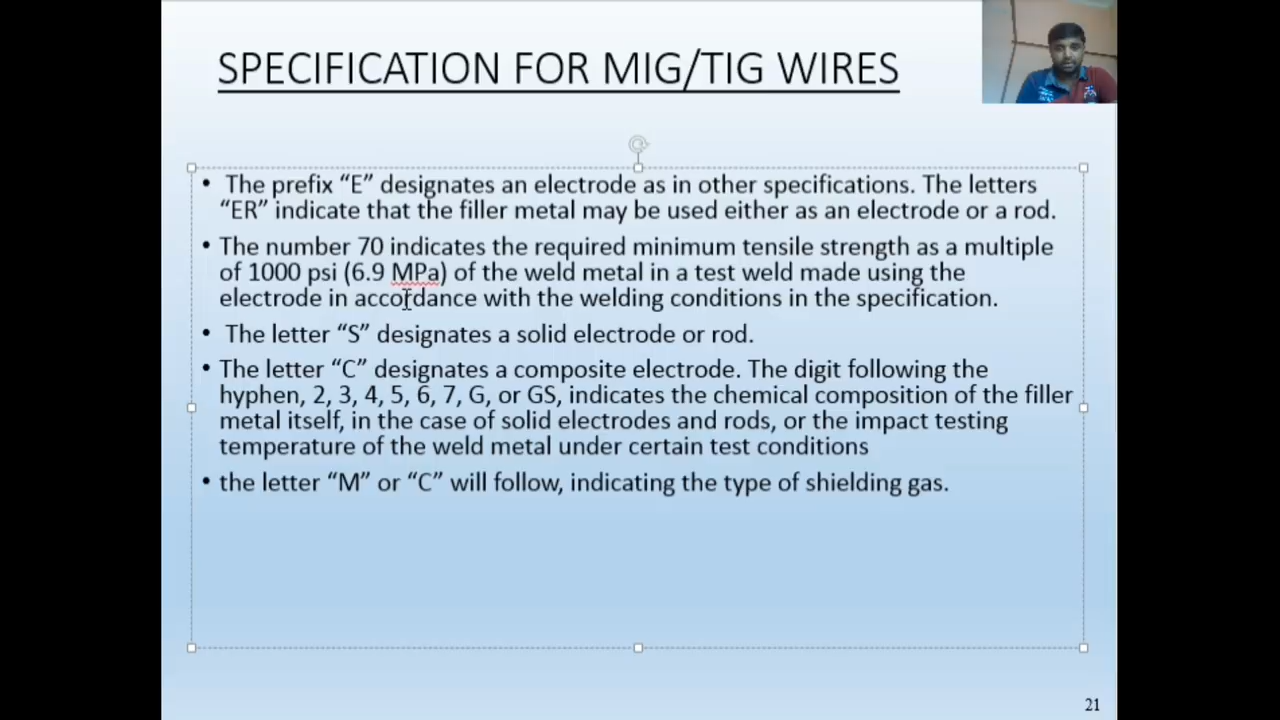 SPECIFICATION FOR MIG/TIG WIRES
• The prefix “E” designates an electrode as in other specifications. The letters
“ER” indicate that the filler metal may be used either as an electrode or a rod.
• The number 70 indicates the required minimum tensile strength as a multiple
of 1000 psi (6.9 MPa) of the weld metal in a test weld made using the
electrode in accordance with the welding conditions in the specification.
• The letter “S” designates a solid electrode or rod.
• The letter “C” designates a composite electrode. The digit following the
hyphen, 2, 3, 4, 5, 6, 7, G, or GS, indicates the chemical composition of the filler
metal itself, in the case of solid electrodes and rods, or the impact testing
temperature of the weld metal under certain test conditions
• the letter “M” or “C” will follow, indicating the type of shielding gas.
21